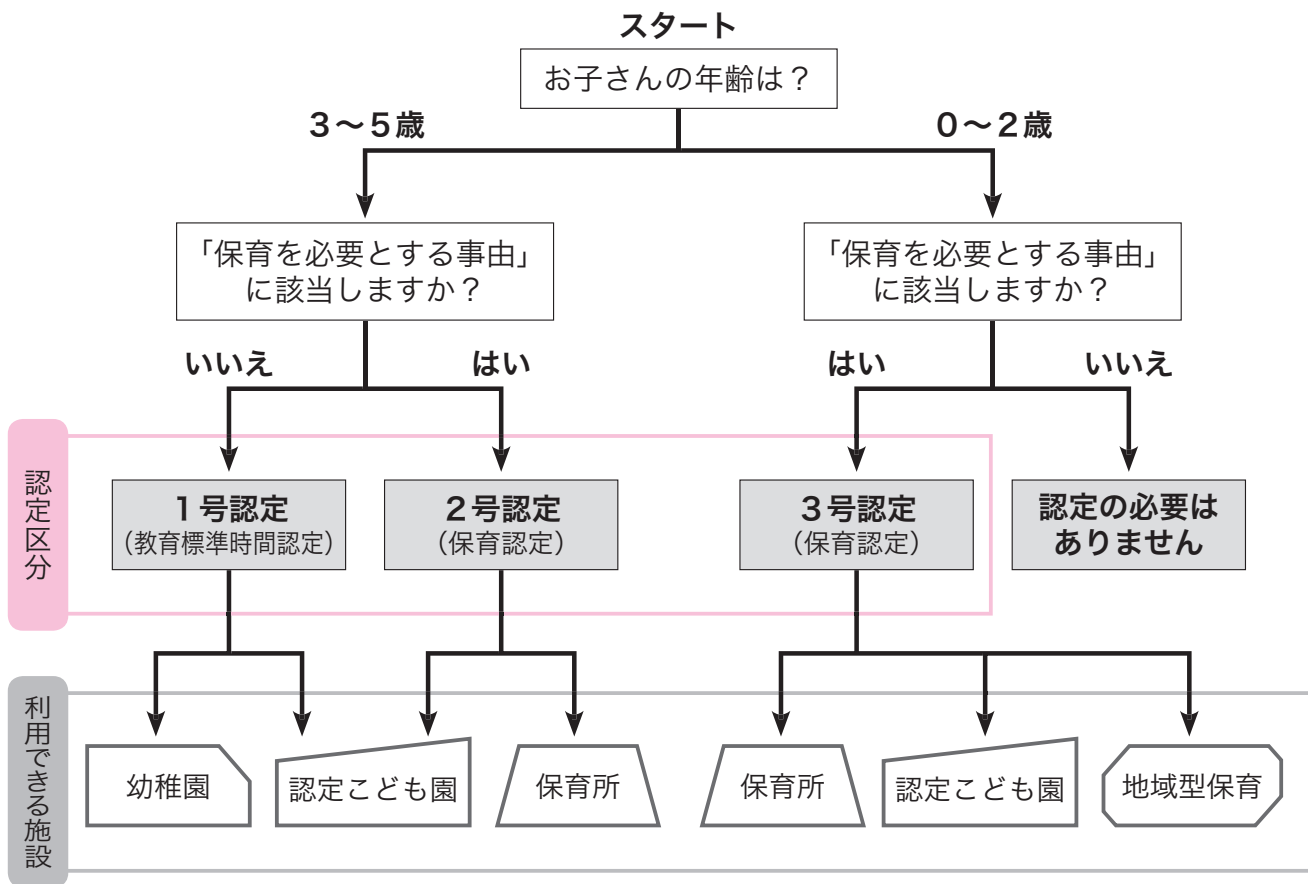 スタート
お子さんの年齢は？
３～５歳
０～２歳
「保育を必要とする事由」
に該当しますか？
「保育を必要とする事由」
に該当しますか？
いいえ
はい
はい
いいえ
認定区分
１号認定
（教育標準時間認定）
２号認定
（保育認定）
３号認定
（保育認定）
認定の必要は
ありません
利用できる施設
幼稚園
認定こども園
保育所
保育所
認定こども園
地域型保育